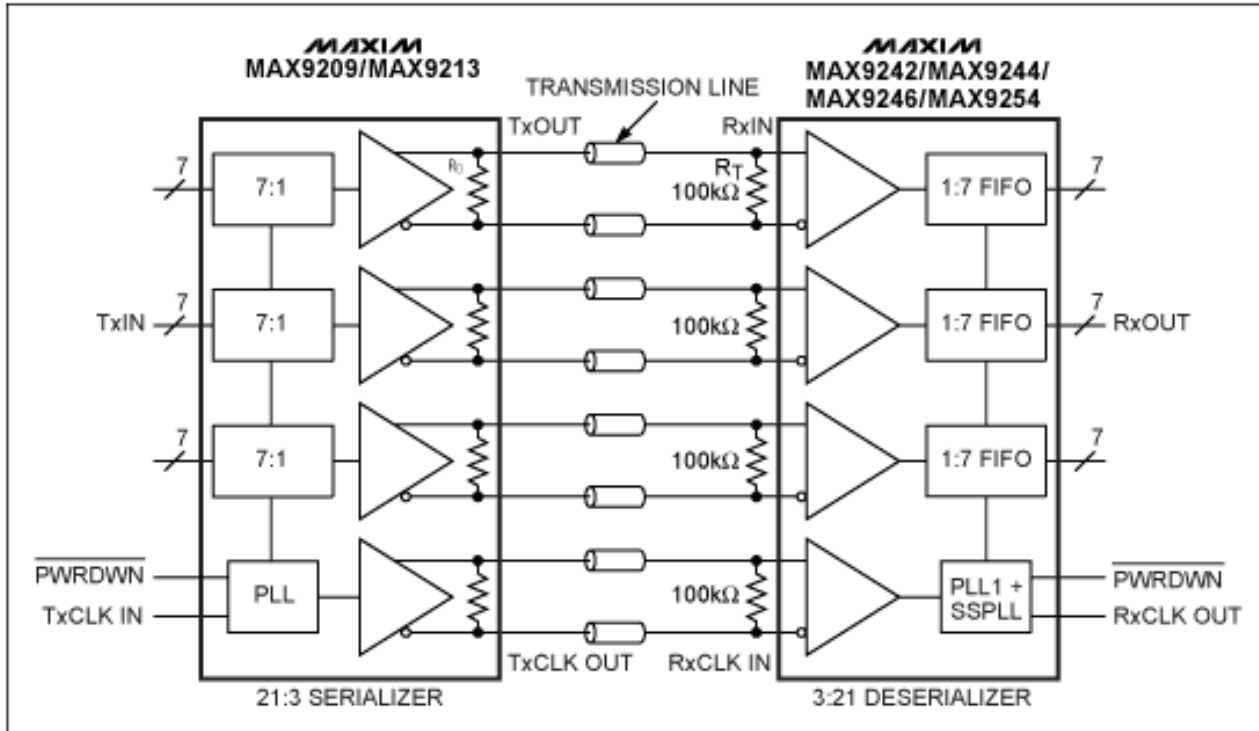 MAXIM
MAX9209/MAX9213
MAXIM
MAX9242/MAX9244/
MAX9246/MAX9254
TRANSMISSION LINE
TxOUT
RxIN
7
7:1
RO
RT
100kΩ
1:7 FIFO
7
TxIN
7
7:1
100kΩ
1:7 FIFO
7
RxOUT
7
7:1
100kΩ
1:7 FIFO
7
PWRDWN
TxCLK IN
PLL
100kΩ
PLL1 +
SSPLL
PWRDWN
RxCLK OUT
TxCLK OUT
RxCLK IN
21:3 SERIALIZER
3:21 DESERIALIZER